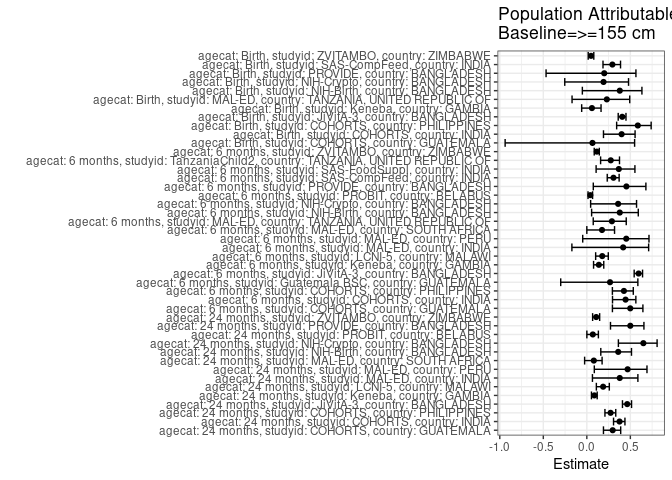 Population Attributable
Baseline=>=155 cm
agecat: Birth, studyid: ZVITAMBO, country: ZIMBABWE
agecat: Birth, studyid: SAS-CompFeed, country: INDIA
agecat: Birth, studyid: PROVIDE, country: BANGLADESH
agecat: Birth, studyid: NIH-Crypto, country: BANGLADESH
agecat: Birth, studyid: NIH-Birth, country: BANGLADESH
agecat: Birth, studyid: MAL-ED, country: TANZANIA, UNITED REPUBLIC OF
agecat: Birth, studyid: Keneba, country: GAMBIA
agecat: Birth, studyid: JiVitA-3, country: BANGLADESH
agecat: Birth, studyid: COHORTS, country: PHILIPPINES
agecat: Birth, studyid: COHORTS, country: INDIA
agecat: Birth, studyid: COHORTS, country: GUATEMALA
agecat: 6 months, studyid: ZVITAMBO, country: ZIMBABWE
agecat: 6 months, studyid: TanzaniaChild2, country: TANZANIA, UNITED REPUBLIC OF
agecat: 6 months, studyid: SAS-FoodSuppl, country: INDIA
agecat: 6 months, studyid: SAS-CompFeed, country: INDIA
agecat: 6 months, studyid: PROVIDE, country: BANGLADESH
agecat: 6 months, studyid: PROBIT, country: BELARUS
agecat: 6 months, studyid: NIH-Crypto, country: BANGLADESH
agecat: 6 months, studyid: NIH-Birth, country: BANGLADESH
agecat: 6 months, studyid: MAL-ED, country: TANZANIA, UNITED REPUBLIC OF
agecat: 6 months, studyid: MAL-ED, country: SOUTH AFRICA
agecat: 6 months, studyid: MAL-ED, country: PERU
agecat: 6 months, studyid: MAL-ED, country: INDIA
agecat: 6 months, studyid: LCNI-5, country: MALAWI
agecat: 6 months, studyid: Keneba, country: GAMBIA
agecat: 6 months, studyid: JiVitA-3, country: BANGLADESH
agecat: 6 months, studyid: Guatemala BSC, country: GUATEMALA
agecat: 6 months, studyid: COHORTS, country: PHILIPPINES
agecat: 6 months, studyid: COHORTS, country: INDIA
agecat: 6 months, studyid: COHORTS, country: GUATEMALA
agecat: 24 months, studyid: ZVITAMBO, country: ZIMBABWE
agecat: 24 months, studyid: PROVIDE, country: BANGLADESH
agecat: 24 months, studyid: PROBIT, country: BELARUS
agecat: 24 months, studyid: NIH-Crypto, country: BANGLADESH
agecat: 24 months, studyid: NIH-Birth, country: BANGLADESH
agecat: 24 months, studyid: MAL-ED, country: SOUTH AFRICA
agecat: 24 months, studyid: MAL-ED, country: PERU
agecat: 24 months, studyid: MAL-ED, country: INDIA
agecat: 24 months, studyid: LCNI-5, country: MALAWI
agecat: 24 months, studyid: Keneba, country: GAMBIA
agecat: 24 months, studyid: JiVitA-3, country: BANGLADESH
agecat: 24 months, studyid: COHORTS, country: PHILIPPINES
agecat: 24 months, studyid: COHORTS, country: INDIA
agecat: 24 months, studyid: COHORTS, country: GUATEMALA
-1.0 -0.5 0.0 0.5
Estimate